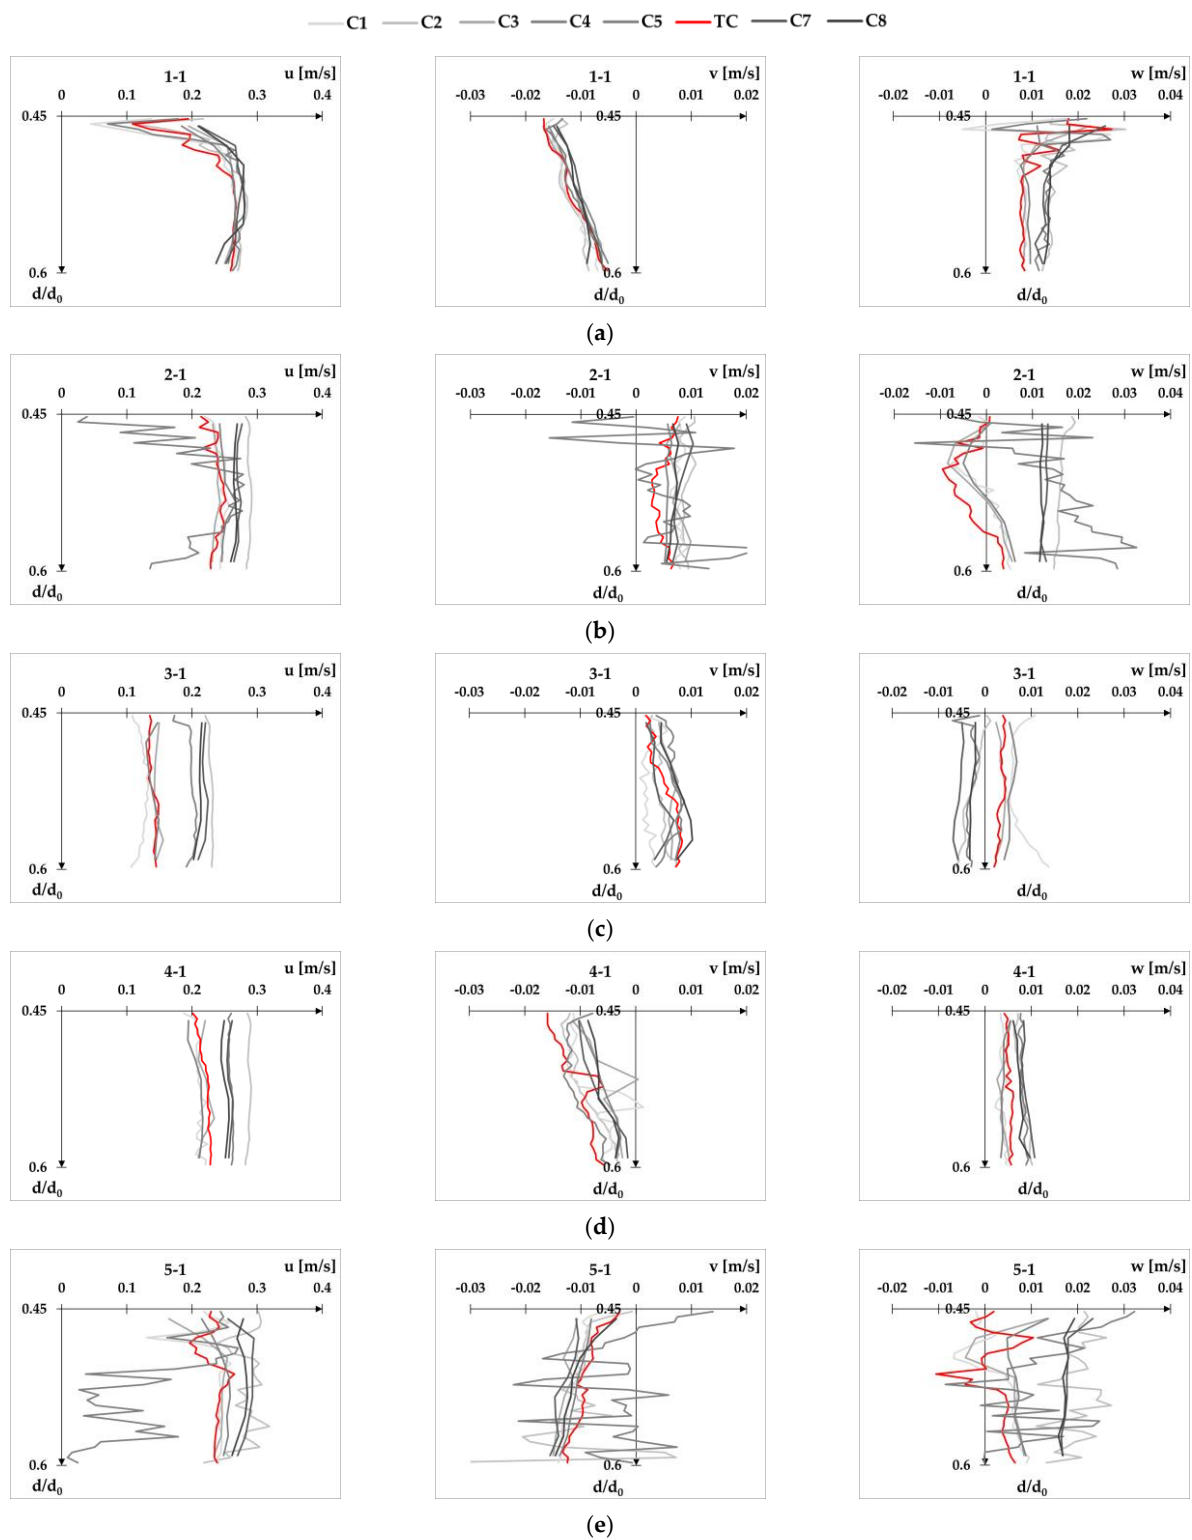 C1 C2 C3 C4 C5 TC C7 C8
1-1 u [m/s] 1-1 v [m/s] 1-1 w [m/s]
0 0.1 0.2 0.3 0.4 -0.03 -0.02 -0.01 0 0.01 0.02 -0.02 -0.01 0 0.01 0.02 0.03 0.04
0.45 0.45 0.45
0.6 0.6 0.6
d/d0 d/d0 d/d0
(a)
2-1 u [m/s] 2-1 v [m/s] 2-1 w [m/s]
0 0.1 0.2 0.3 0.4 -0.03 -0.02 -0.01 0 0.01 0.02 -0.02 -0.01 0 0.01 0.02 0.03 0.04
0.45 0.45 0.45
0.6 0.6 0.6
d/d0 d/d0 d/d0
(b)
3-1 u [m/s] 3-1 v [m/s] 3-1 w [m/s]
0 0.1 0.2 0.3 0.4 -0.03 -0.02 -0.01 0 0.01 0.02 -0.02 -0.01 0 0.01 0.02 0.03 0.04
0.45 0.45 0.45
0.6 0.6 0.6
d/d0 d/d0 d/d0
(c)
4-1 u [m/s] 4-1 v [m/s] 4-1 w [m/s]
0 0.1 0.2 0.3 0.4 -0.03 -0.02 -0.01 0 0.01 0.02 -0.02 -0.01 0 0.01 0.02 0.03 0.04
0.45 0.45 0.45
0.6 0.6 0.6
d/d0 d/d0 d/d0
(d)
5-1 u [m/s] 5-1 v [m/s] 5-1 w [m/s]
0 0.1 0.2 0.3 0.4 -0.03 -0.02 -0.01 0 0.01 0.02 -0.02 -0.01 0 0.01 0.02 0.03 0.04
0.45 0.45 0.45
0.6 0.6 0.6
d/d0 d/d0 d/d0
(e)